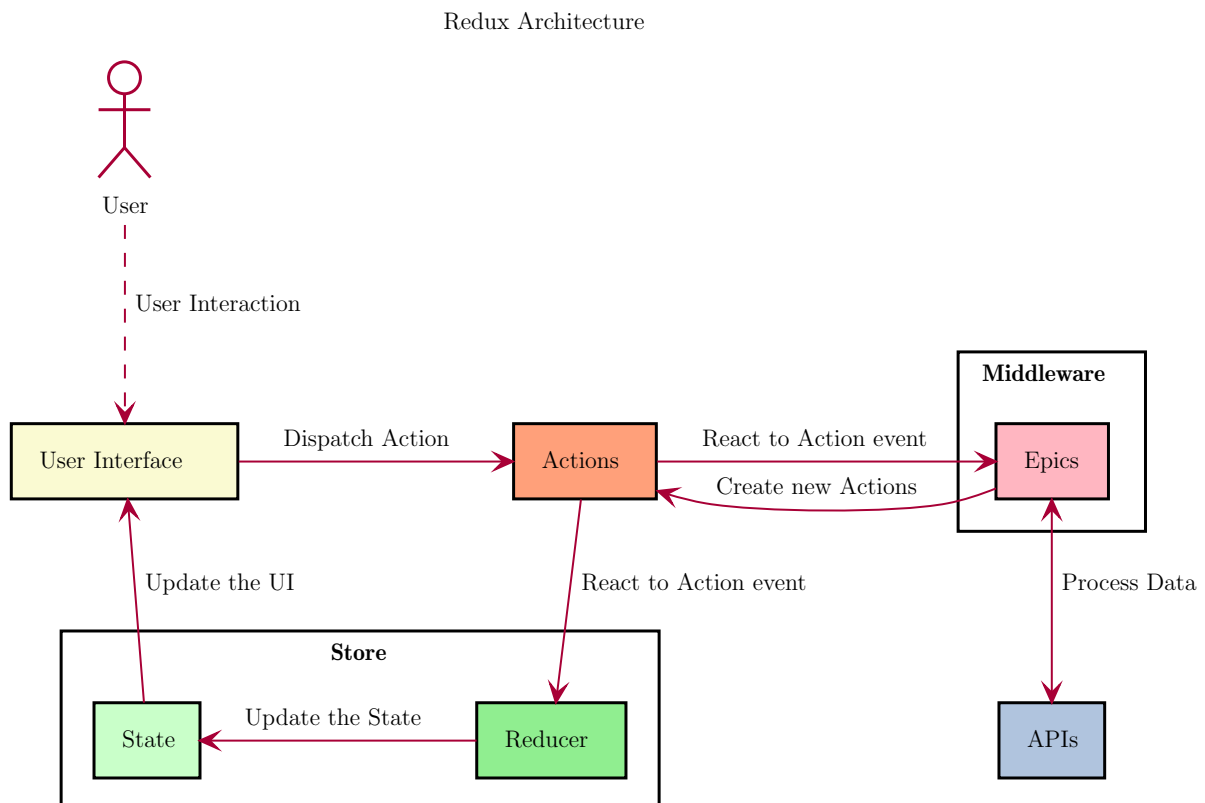 Redux Architecture
User
User Interaction
Middleware
User Interface
Dispatch Action
Actions
React to Action event
Create new Actions
Epics
Update the UI
React to Action event
Process Data
Store
State
Update the State
Reducer
APIs